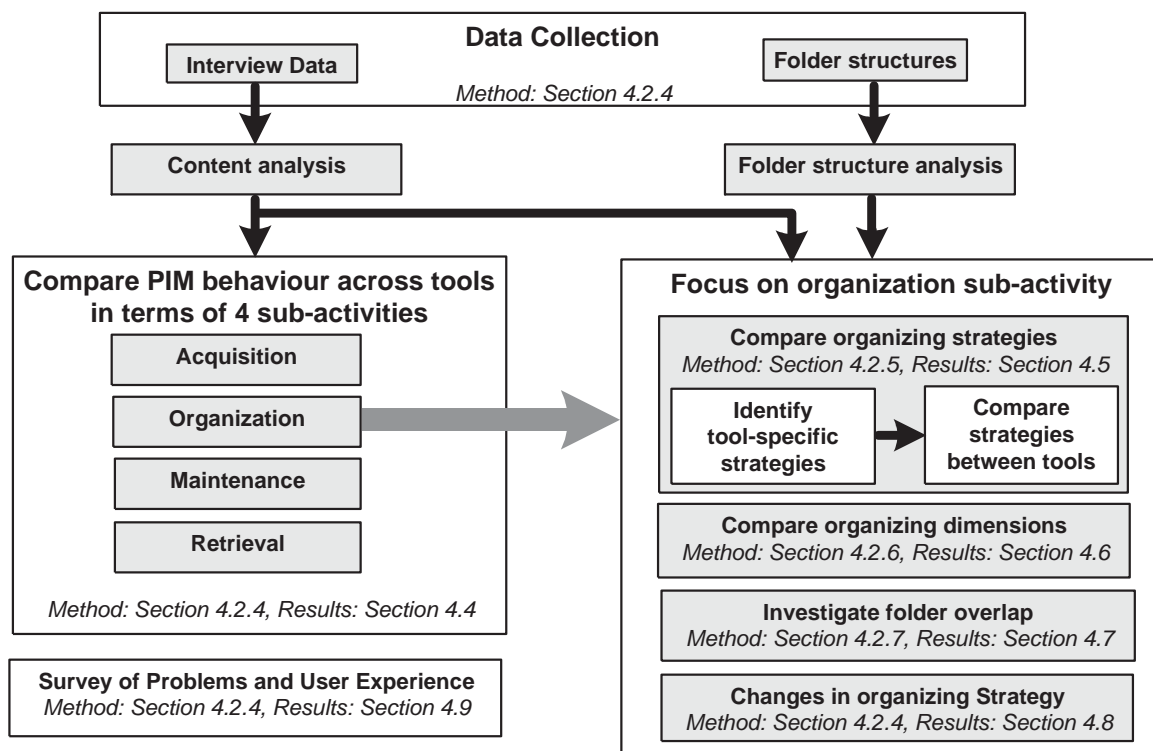 Data Collection
Interview Data
Folder structures
Method: Section 4.2.4
Content analysis
Folder structure analysis
Compare PIM behaviour across tools
in terms of 4 sub-activities
Acquisition
Organization
Maintenance
Retrieval
Method: Section 4.2.4, Results: Section 4.4
Survey of Problems and User Experience
Method: Section 4.2.4, Results: Section 4.9
Focus on organization sub-activity
Compare organizing strategies
Method: Section 4.2.5, Results: Section 4.5
Identify
tool-specific
strategies
Compare
strategies
between tools
Compare organizing dimensions
Method: Section 4.2.6, Results: Section 4.6
Investigate folder overlap
Method: Section 4.2.7, Results: Section 4.7
Changes in organizing Strategy
Method: Section 4.2.4, Results: Section 4.8